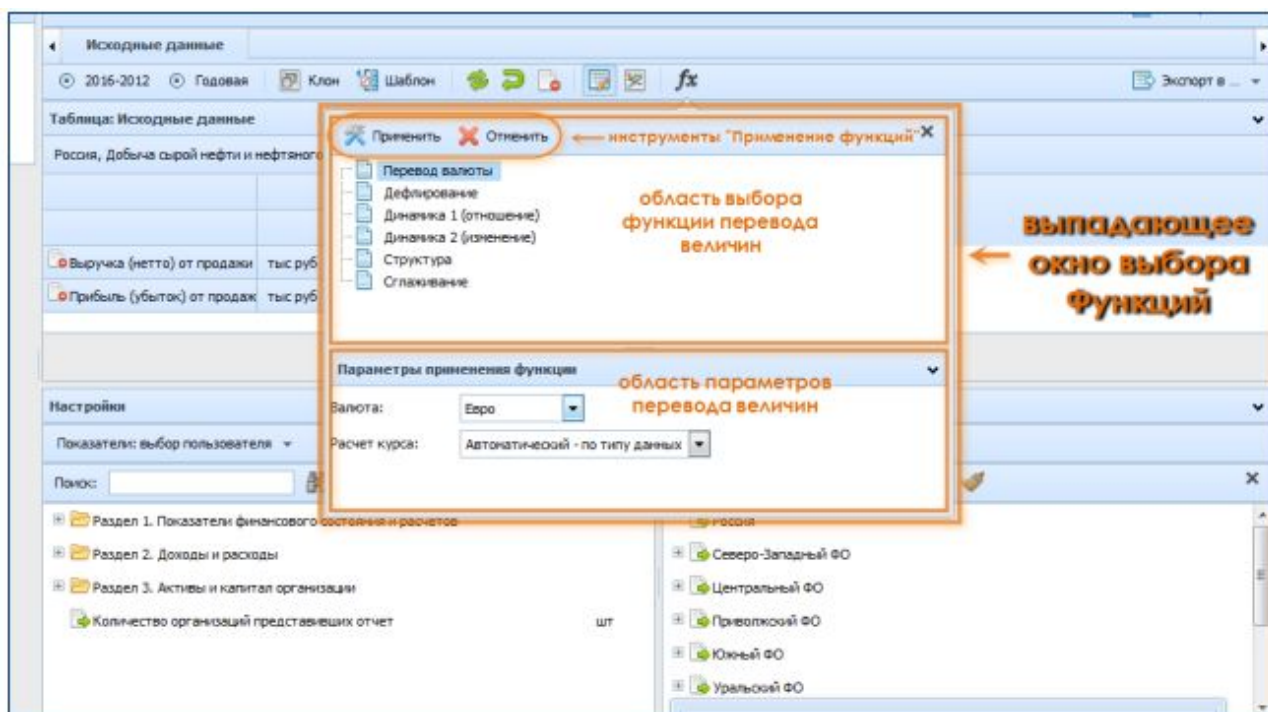 Исходные данные
2016-2012 Годовая Клон Шаблон fx Экспорт в ...
Таблица: Исходные данные
Применить Отменить инструменты "Применение функций"
Россия, Добыча сырой нефти и нефтяного
Перевод валюты
Дефлирование
Динамика 1 (отношение)
Динамика 2 (изменение)
Структура
Сглаживание
область выбора
функции перевода
величин
выпадающее
окно выбора
Функций
Выручка (нетто) от продажи тыс руб
Прибыль (убыток) от продаж тыс руб
Параметры применения функции
область параметров
перевода величин
Валюта: Евро
Расчет курса: Автоматический - по типу данных
Настройки
Показатели: выбор пользователя
Поиск:
Раздел 1. Показатели финансового состояния и расчетов
Раздел 2. Доходы и расходы
Раздел 3. Активы и капитал организации
Количество организаций представивших отчет шт
Россия
Северо-Западный ФО
Центральный ФО
Приволжский ФО
Южный ФО
Уральский ФО